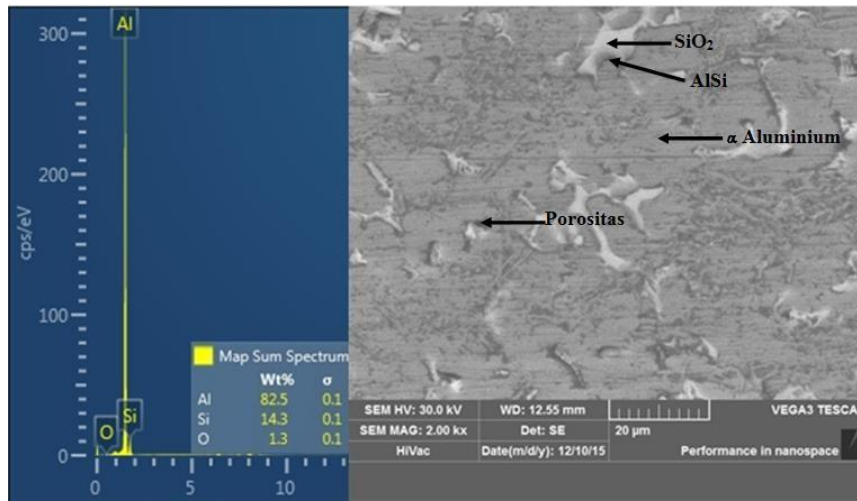 Al
300
200
cps/eV
100
Map Sum Spectrum
Wt% σ
Al 82.5 0.1
Si 14.3 0.1
O 1.3 0.1
O
Si
0
0 5 10
SiO2
AlSi
α Aluminium
Porositas
SEM HV: 30.0 kV WD: 12.55 mm VEGA3 TESCA
SEM MAG: 2.00 kx Det: SE 20 µm
HiVac Date(m/d/y): 12/10/15 Performance in nanospace